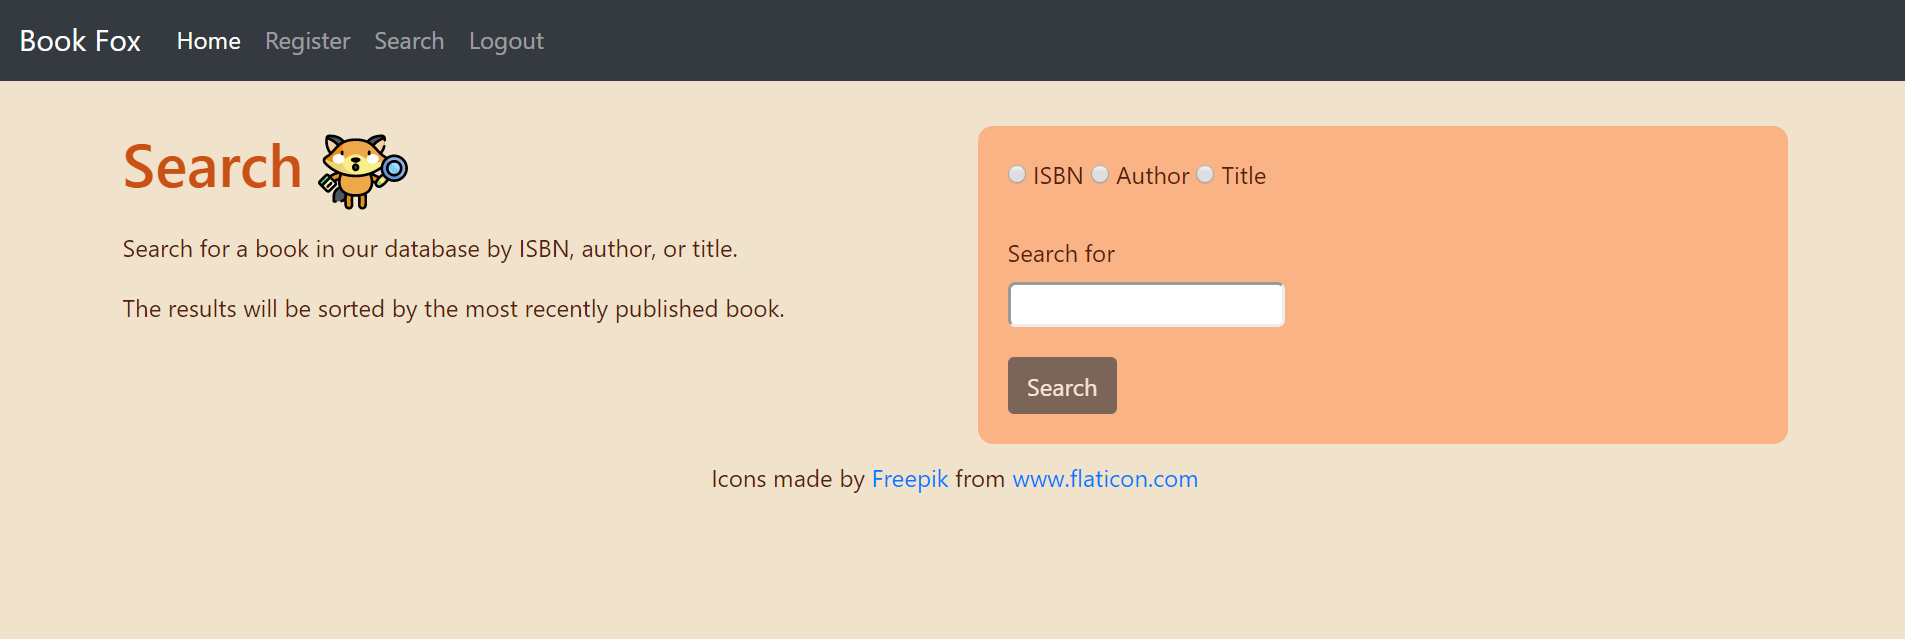 Book Fox Home Register Search Logout
Search
Search for a book in our database by ISBN, author, or title.
The results will be sorted by the most recently published book.
ISBN Author Title
Search for
Search
Icons made by Freepik from www.flaticon.com